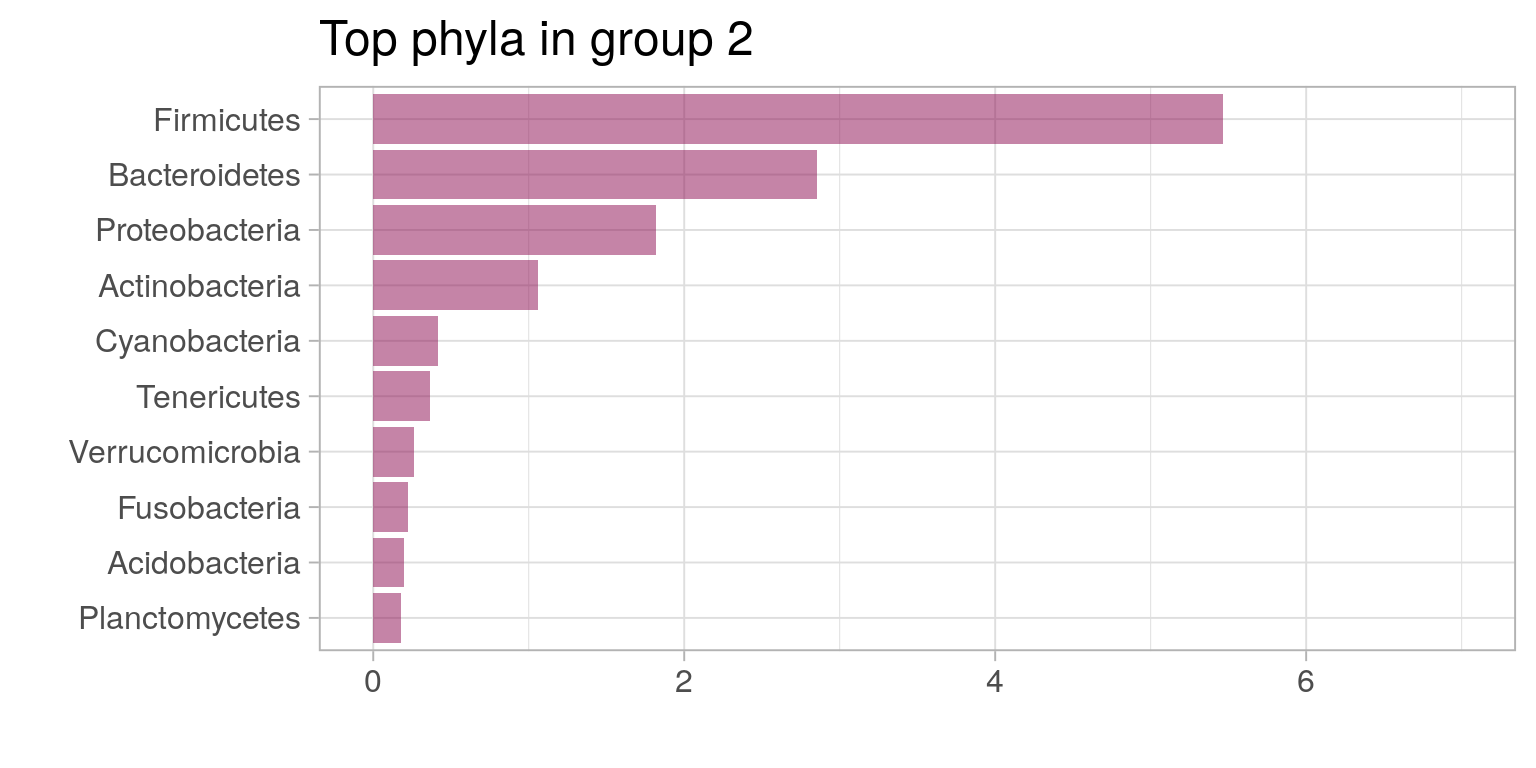 Top phyla in group 2
Firmicutes
Bacteroidetes
Proteobacteria
Actinobacteria
Cyanobacteria
Tenericutes
Verrucomicrobia
Fusobacteria
Acidobacteria
Planctomycetes
0 2 4 6